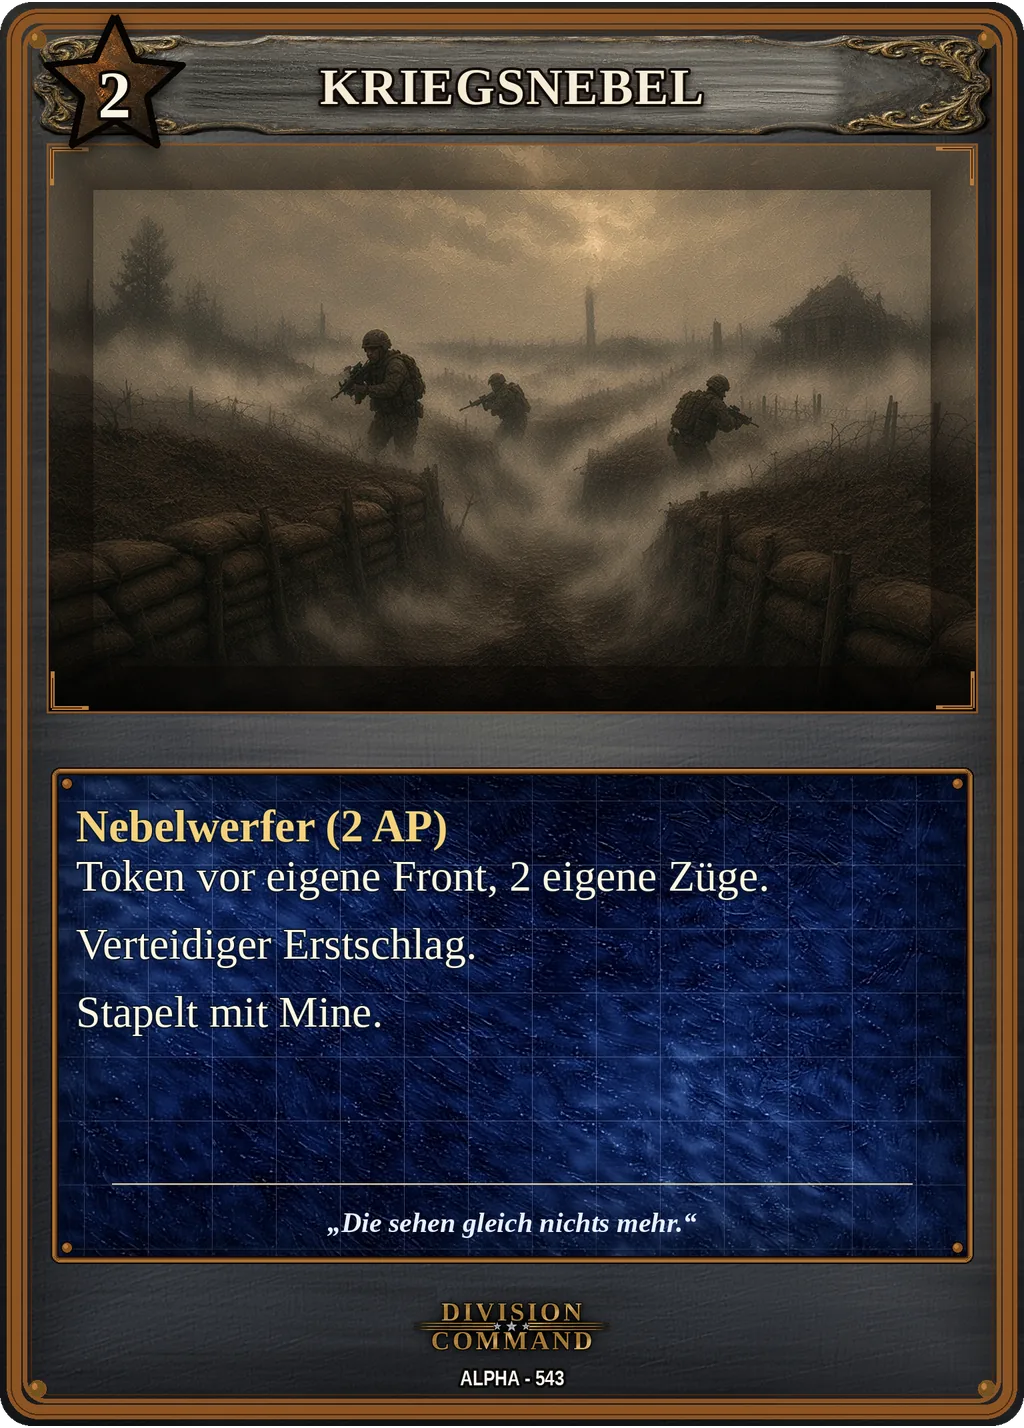 2
KRIEGSNEBEL
Nebelwerfer (2 AP)
Token vor eigene Front, 2 eigene Züge.
Verteidiger Erstschlag.
Stapelt mit Mine.
„Die sehen gleich nichts mehr.“
DIVISION
COMMAND
ALPHA - 543